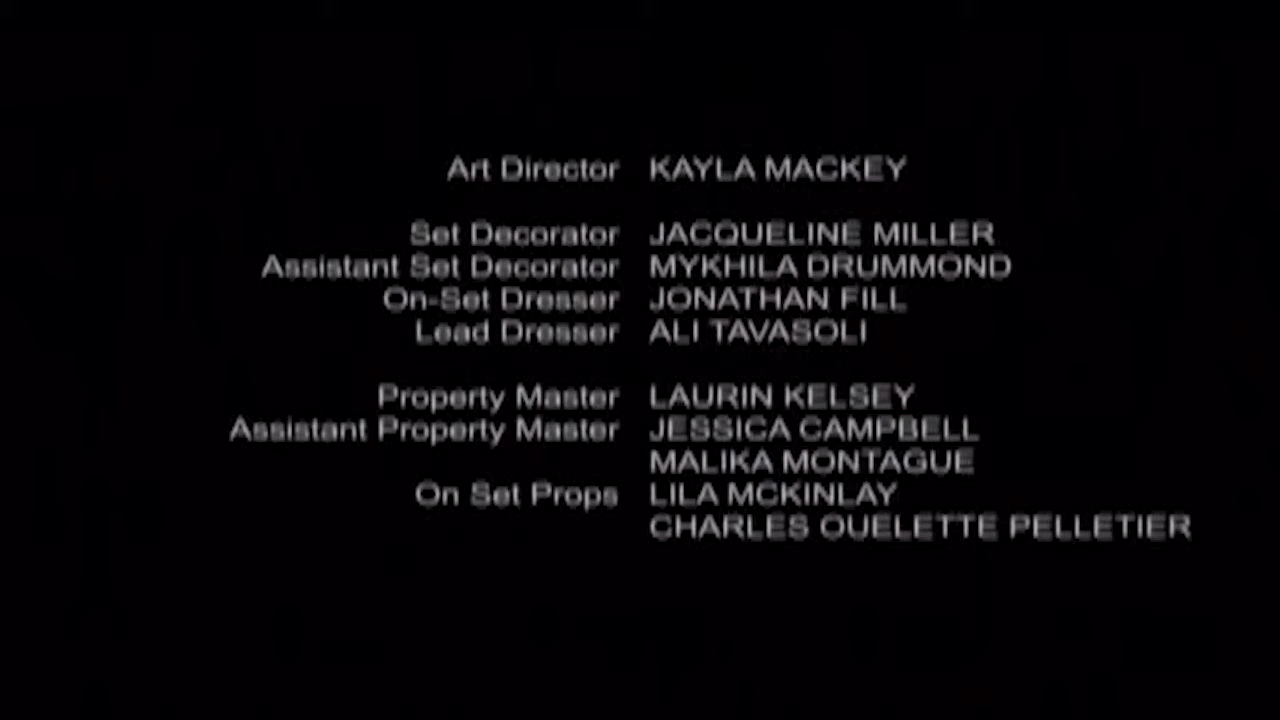 Art Director KAYLA MACKEY
Set Decorator JACQUELINE MILLER
Assistant Set Decorator MYKHILA DRUMMOND
On-Set Dresser JONATHAN FILL
Lead Dresser ALI TAVASOLI
Property Master LAURIN KELSEY
Assistant Property Master JESSICA CAMPBELL
MALIKA MONTAGUE
On Set Props LILA MCKINLAY
CHARLES OUELETTE PELLETIER